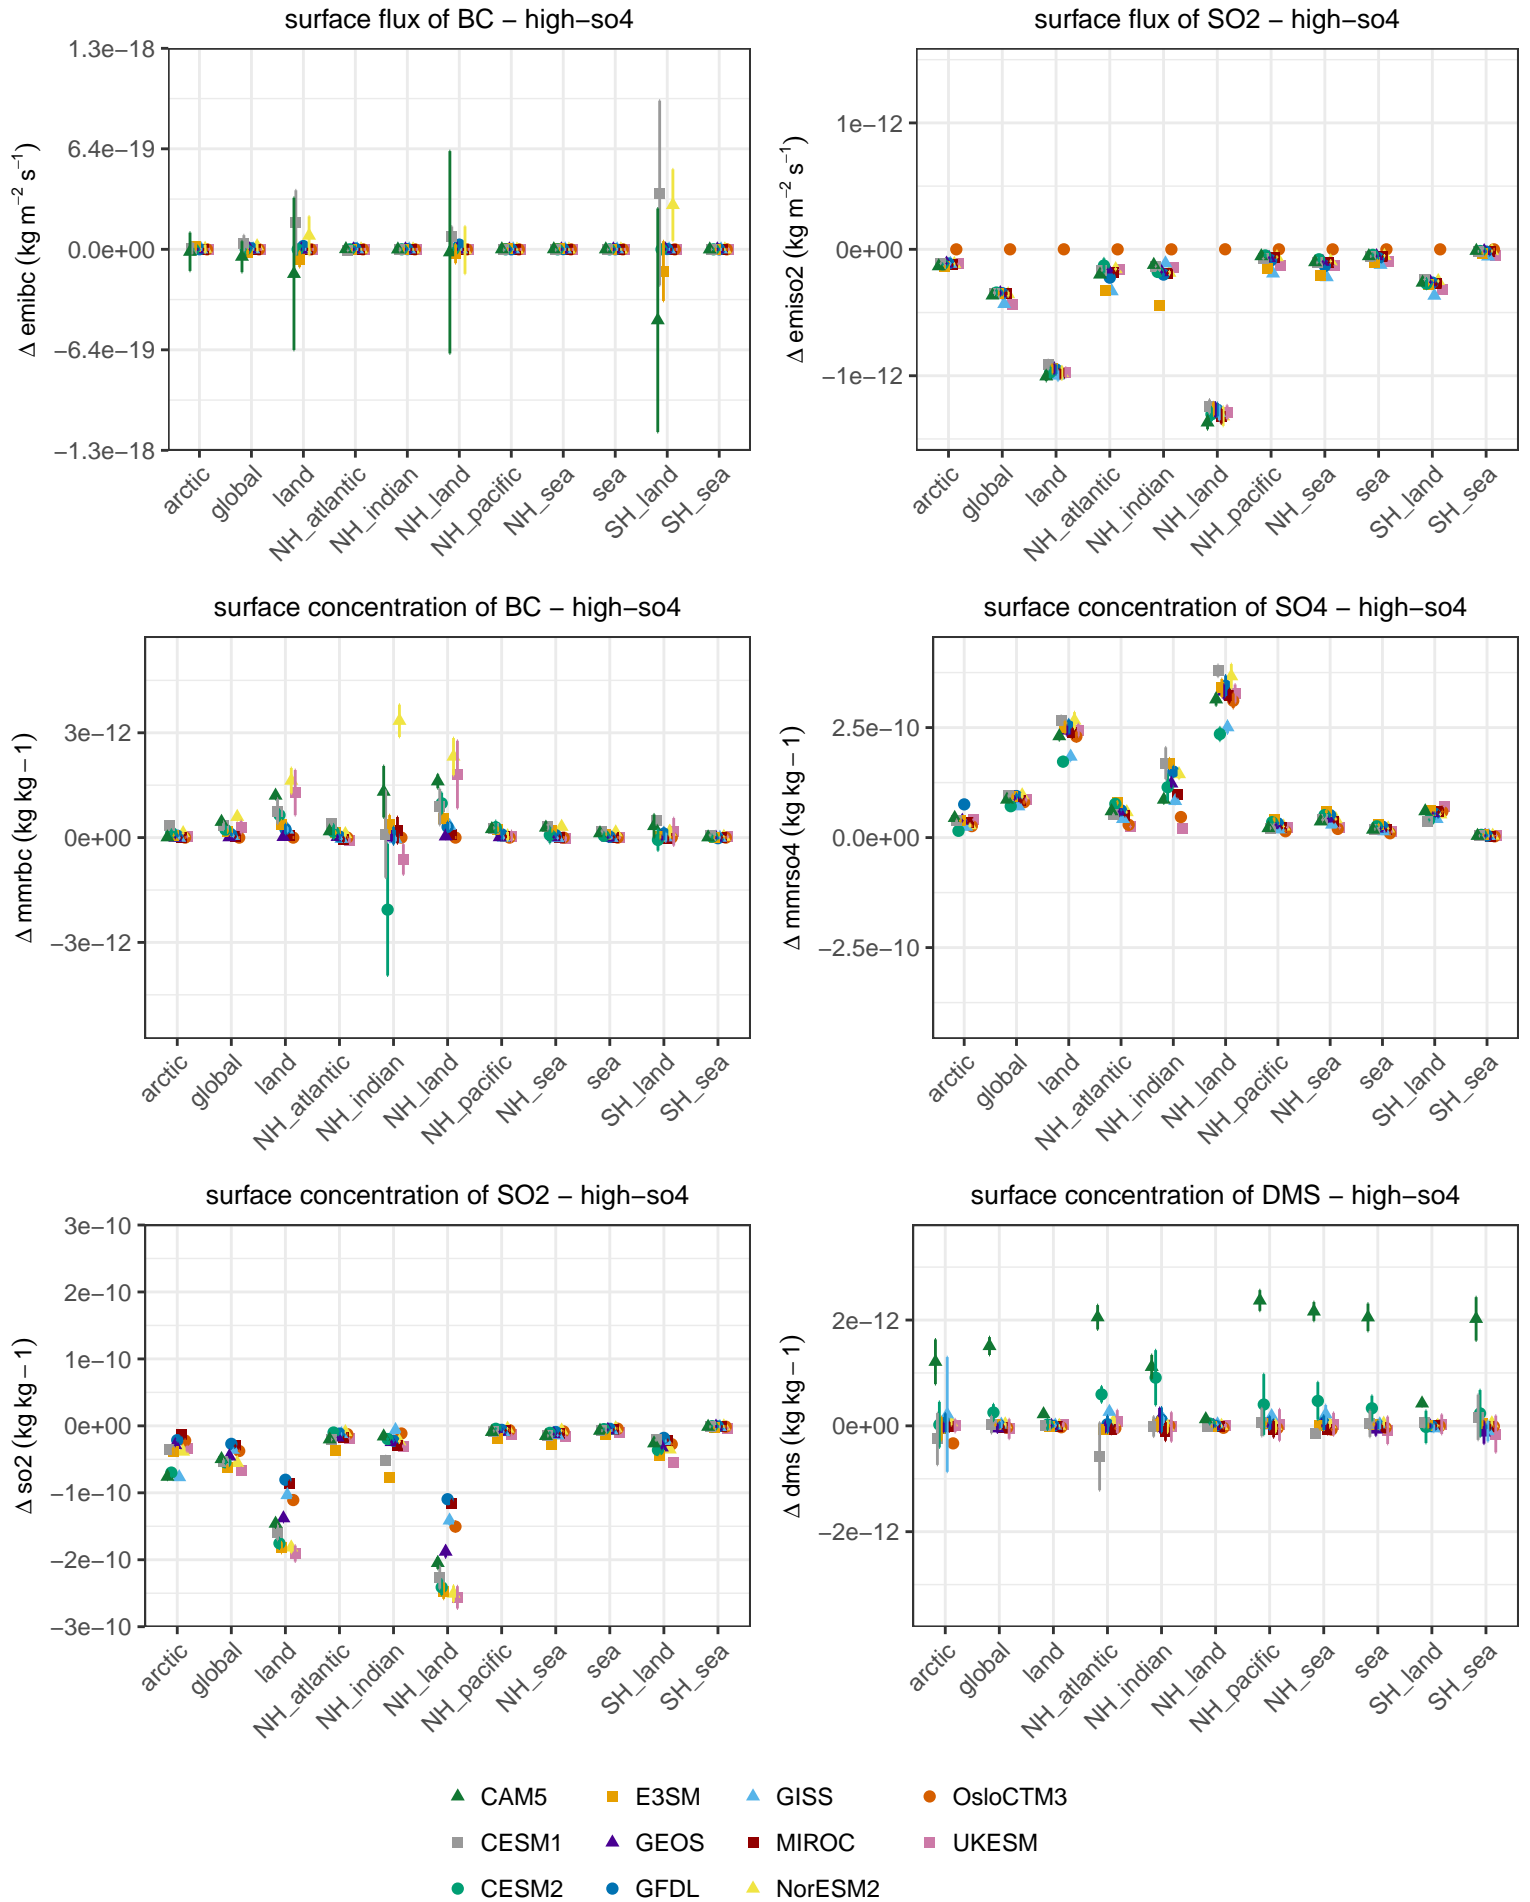 surface flux of BC − high−so4
1.3e−18
6.4e−19
0.0e+00
−6.4e−19
−1.3e−18
Δ emibc (kg m−2 s−1)
arctic
global
land
NH_atlantic
NH_indian
NH_land
NH_pacific
NH_sea
sea
SH_land
SH_sea
surface flux of SO2 − high−so4
1e−12
0e+00
−1e−12
Δ emiso2 (kg m−2 s−1)
arctic
global
land
NH_atlantic
NH_indian
NH_land
NH_pacific
NH_sea
sea
SH_land
SH_sea
surface concentration of BC − high−so4
3e−12
0e+00
−3e−12
Δ mmrbc (kg kg − 1)
arctic
global
land
NH_atlantic
NH_indian
NH_land
NH_pacific
NH_sea
sea
SH_land
SH_sea
surface concentration of SO4 − high−so4
2.5e−10
0.0e+00
−2.5e−10
Δ mmrso4 (kg kg − 1)
arctic
global
land
NH_atlantic
NH_indian
NH_land
NH_pacific
NH_sea
sea
SH_land
SH_sea
surface concentration of SO2 − high−so4
3e−10
2e−10
1e−10
0e+00
−1e−10
−2e−10
−3e−10
Δ so2 (kg kg − 1)
arctic
global
land
NH_atlantic
NH_indian
NH_land
NH_pacific
NH_sea
sea
SH_land
SH_sea
surface concentration of DMS − high−so4
2e−12
0e+00
−2e−12
Δ dms (kg kg − 1)
arctic
global
land
NH_atlantic
NH_indian
NH_land
NH_pacific
NH_sea
sea
SH_land
SH_sea
CAM5 E3SM GISS OsloCTM3
CESM1 GEOS MIROC UKESM
CESM2 GFDL NorESM2